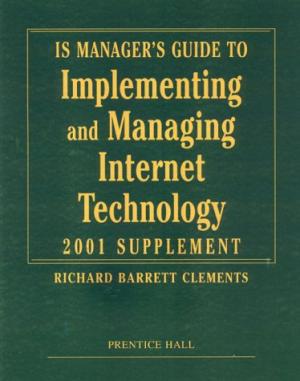 IS MANAGER'S GUIDE TO
Implementing
and Managing
Internet
Technology
2001 SUPPLEMENT
RICHARD BARRETT CLEMENTS
PRENTICE HALL